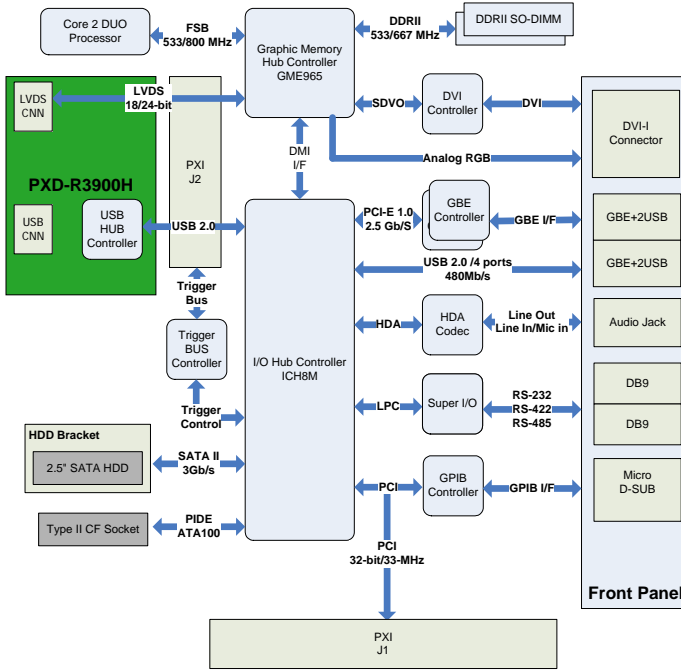 Core 2 DUO
Processor
FSB
533/800 MHz
Graphic Memory
Hub Controller
GME965
DDRII
533/667 MHz
DDRII SO-DIMM
LVDS
CNN
LVDS
18/24-bit
PXI
J2
PXD-R3900H
USB
CNN
USB
HUB
Controller
USB 2.0
DMI
I/F
SDVO
DVI
Controller
DVI
Analog RGB
DVI-I
Connector
PCI-E 1.0
2.5 Gb/S
GBE
Controller
GBE I/F
GBE+2USB
GBE+2USB
USB 2.0 /4 ports
480Mb/s
Trigger
Bus
Trigger
BUS
Controller
Trigger
Control
I/O Hub Controller
ICH8M
HDA
HDA
Codec
Line Out
Line In/Mic in
Audio Jack
LPC
Super I/O
RS-232
RS-422
RS-485
DB9
DB9
HDD Bracket
2.5" SATA HDD
SATA II
3Gb/s
PCI
GPIB
Controller
GPIB I/F
Micro
D-SUB
Type II CF Socket
PIDE
ATA100
PCI
32-bit/33-MHz
Front Panel
PXI
J1